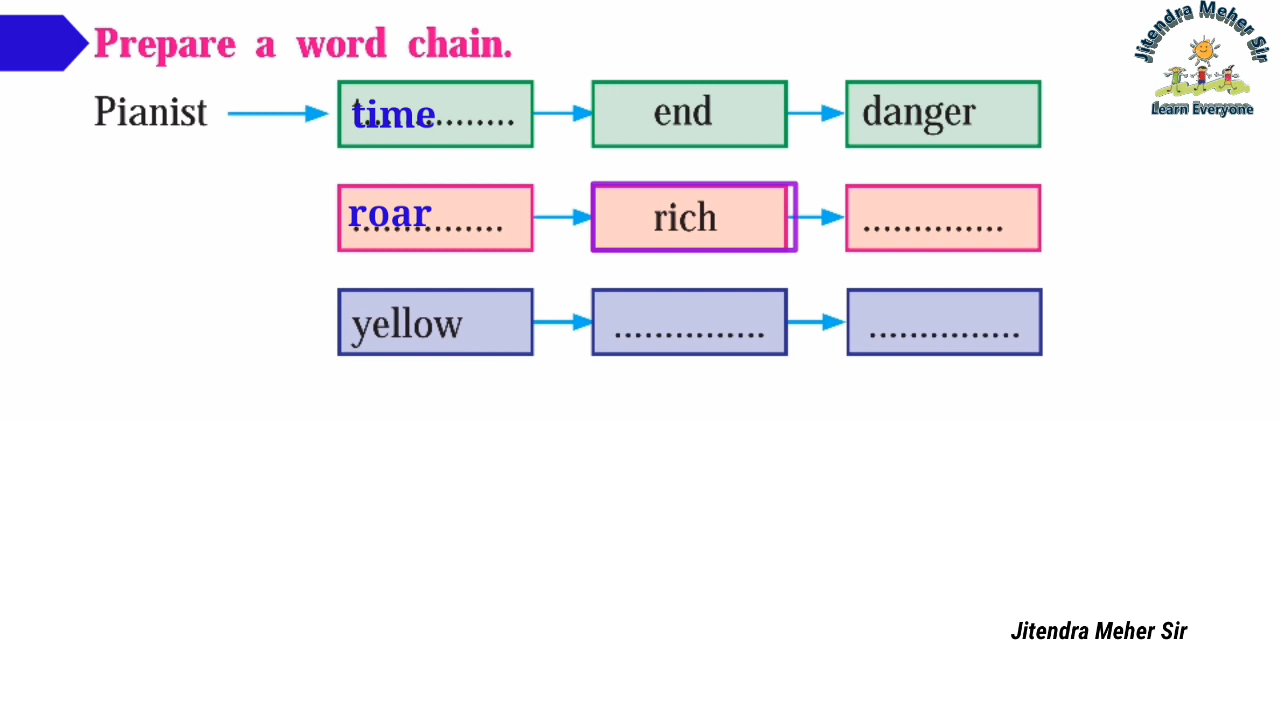 Prepare a word chain.
Pianist time............... end danger
roar.............. rich ..............
yellow ............... ...............
Jitendra Meher Sir
Learn Everyone
Jitendra Meher Sir